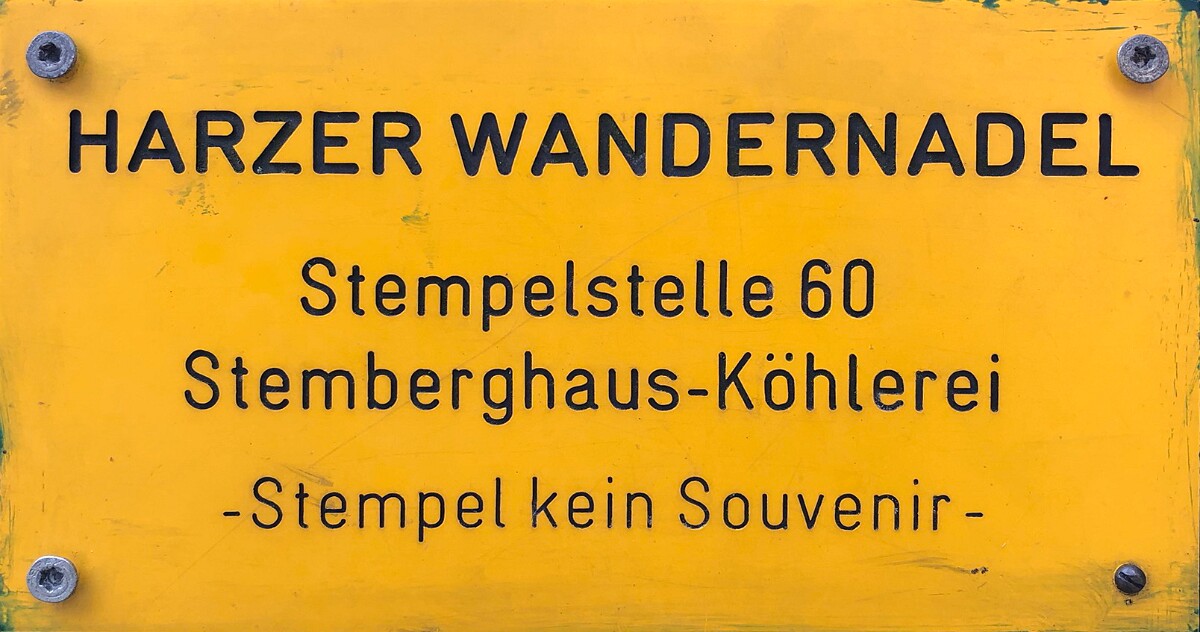 HARZER WANDERNADEL
Stempelstelle 60
Stemberghaus-Köhlerei
-Stempel kein Souvenir-